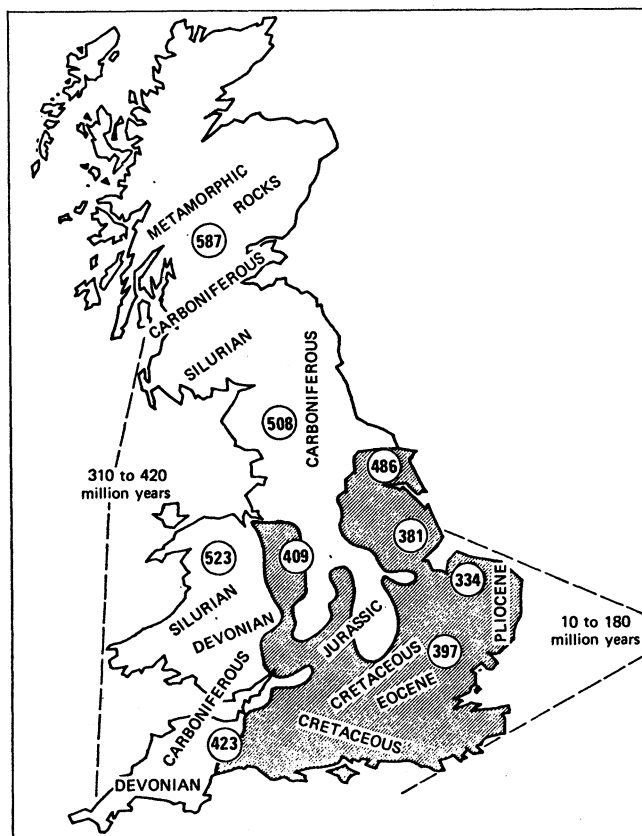 METAMORPHIC
ROCKS
587
CARBONIFEROUS
SILURIAN
CARBONIFEROUS
508
486
310 to 420
million years
381
523
409
334
PLIOCENE
SILURIAN
DEVONIAN
JURASSIC
10 to 180
million years
397
CRETACEOUS
EOCENE
CARBONIFEROUS
CRETACEOUS
423
DEVONIAN